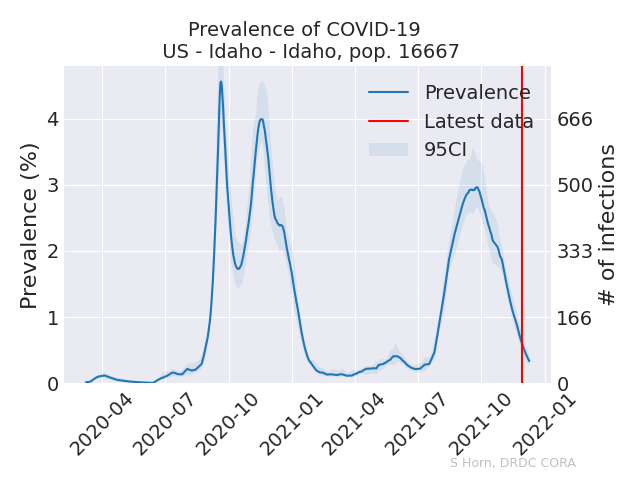 Prevalence of COVID-19
US - Idaho - Idaho, pop. 16667
Prevalence
Latest data
95CI
Prevalence (%)
4
3
2
1
0
666
500
333
166
0
# of infections
2020-04
2020-07
2020-10
2021-01
2021-04
2021-07
2021-10
2022-01
S Horn, DRDC CORA